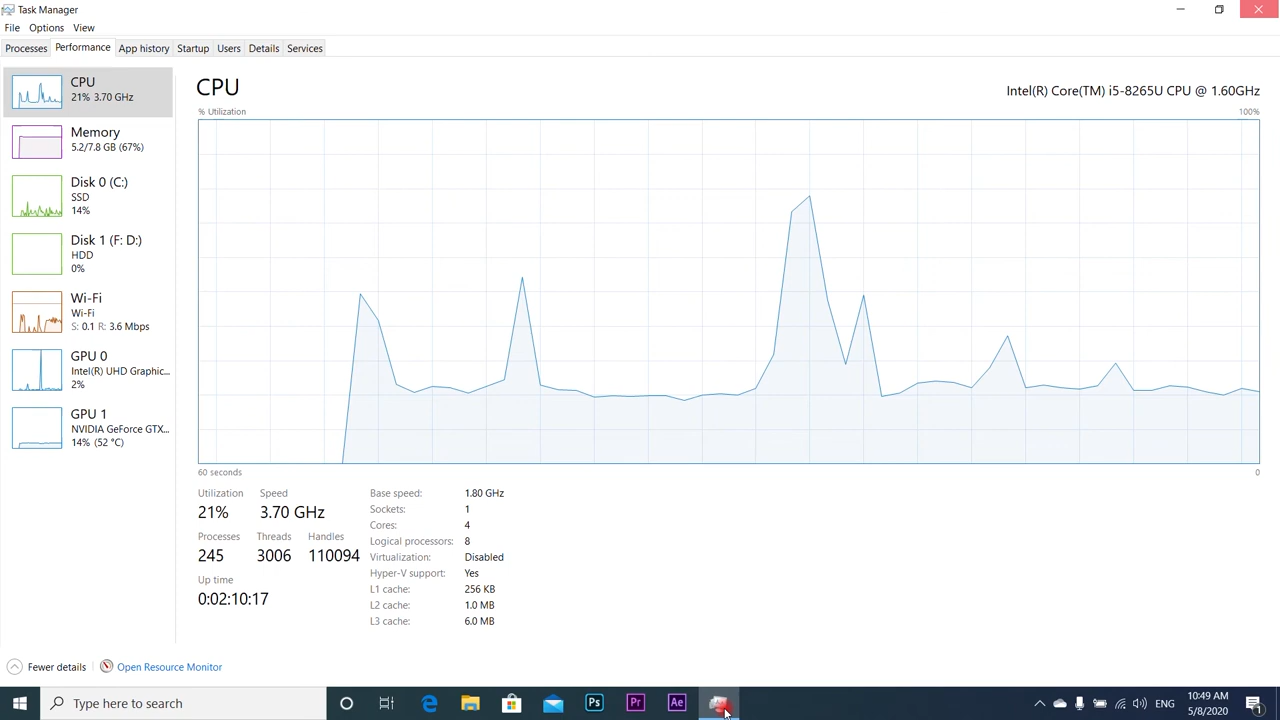 Task Manager
File Options View
Processes Performance App history Startup Users Details Services
CPU
21% 3.70 GHz
Memory
5.2/7.8 GB (67%)
Disk 0 (C:)
SSD
14%
Disk 1 (F: D:)
HDD
0%
Wi-Fi
Wi-Fi
S: 0.1 R: 3.6 Mbps
GPU 0
Intel(R) UHD Graphic...
2%
GPU 1
NVIDIA GeForce GTX...
14% (52 °C)
CPU
Intel(R) Core(TM) i5-8265U CPU @ 1.60GHz
% Utilization
100%
60 seconds
0
Utilization Speed
21% 3.70 GHz
Processes Threads Handles
245 3006 110094
Up time
0:02:10:17
Base speed: 1.80 GHz
Sockets: 1
Cores: 4
Logical processors: 8
Virtualization: Disabled
Hyper-V support: Yes
L1 cache: 256 KB
L2 cache: 1.0 MB
L3 cache: 6.0 MB
Fewer details Open Resource Monitor
Type here to search
Ps Pr Ae
ENG
10:49 AM
5/8/2020
1